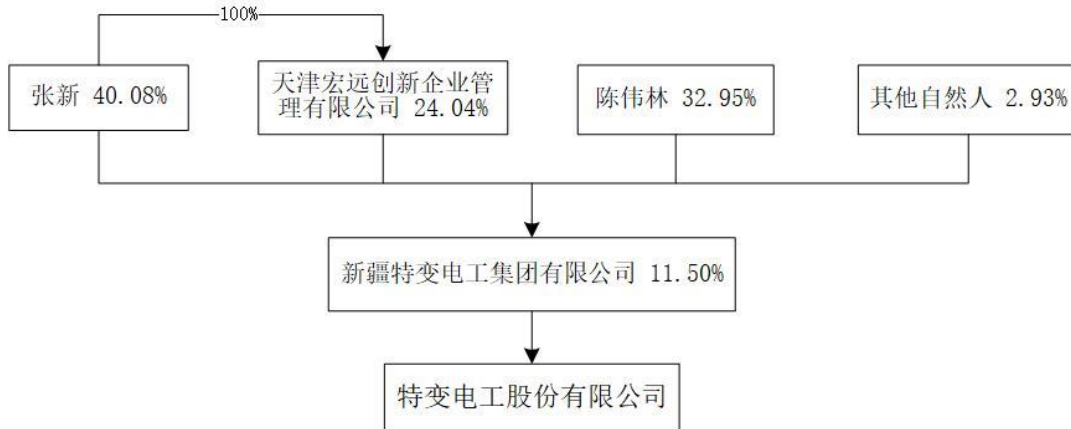 100%
张新 40.08%
天津宏远创新企业管
理有限公司 24.04%
陈伟林 32.95%
其他自然人 2.93%
新疆特变电工集团有限公司 11.50%
特变电工股份有限公司